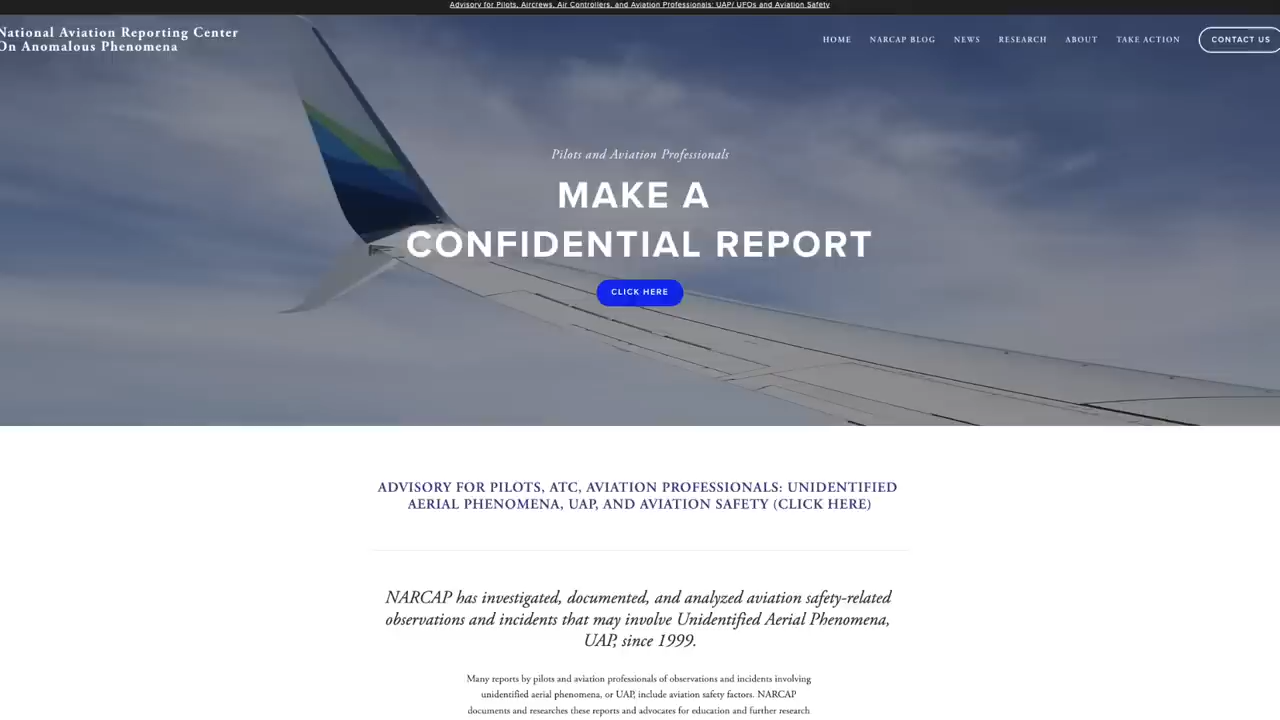 Advisory for Pilots, Aircrews, Air Controllers, and Aviation Professionals: UAP/ UFOs and Aviation Safety
National Aviation Reporting Center
On Anomalous Phenomena
HOME NARCAP BLOG NEWS RESEARCH ABOUT TAKE ACTION CONTACT US
Pilots and Aviation Professionals
MAKE A
CONFIDENTIAL REPORT
CLICK HERE
ADVISORY FOR PILOTS, ATC, AVIATION PROFESSIONALS: UNIDENTIFIED
AERIAL PHENOMENA, UAP, AND AVIATION SAFETY (CLICK HERE)
NARCAP has investigated, documented, and analyzed aviation safety-related
observations and incidents that may involve Unidentified Aerial Phenomena,
UAP, since 1999.
Many reports by pilots and aviation professionals of observations and incidents involving
unidentified aerial phenomena, or UAP, include aviation safety factors. NARCAP
documents and researches these reports and advocates for education and further research